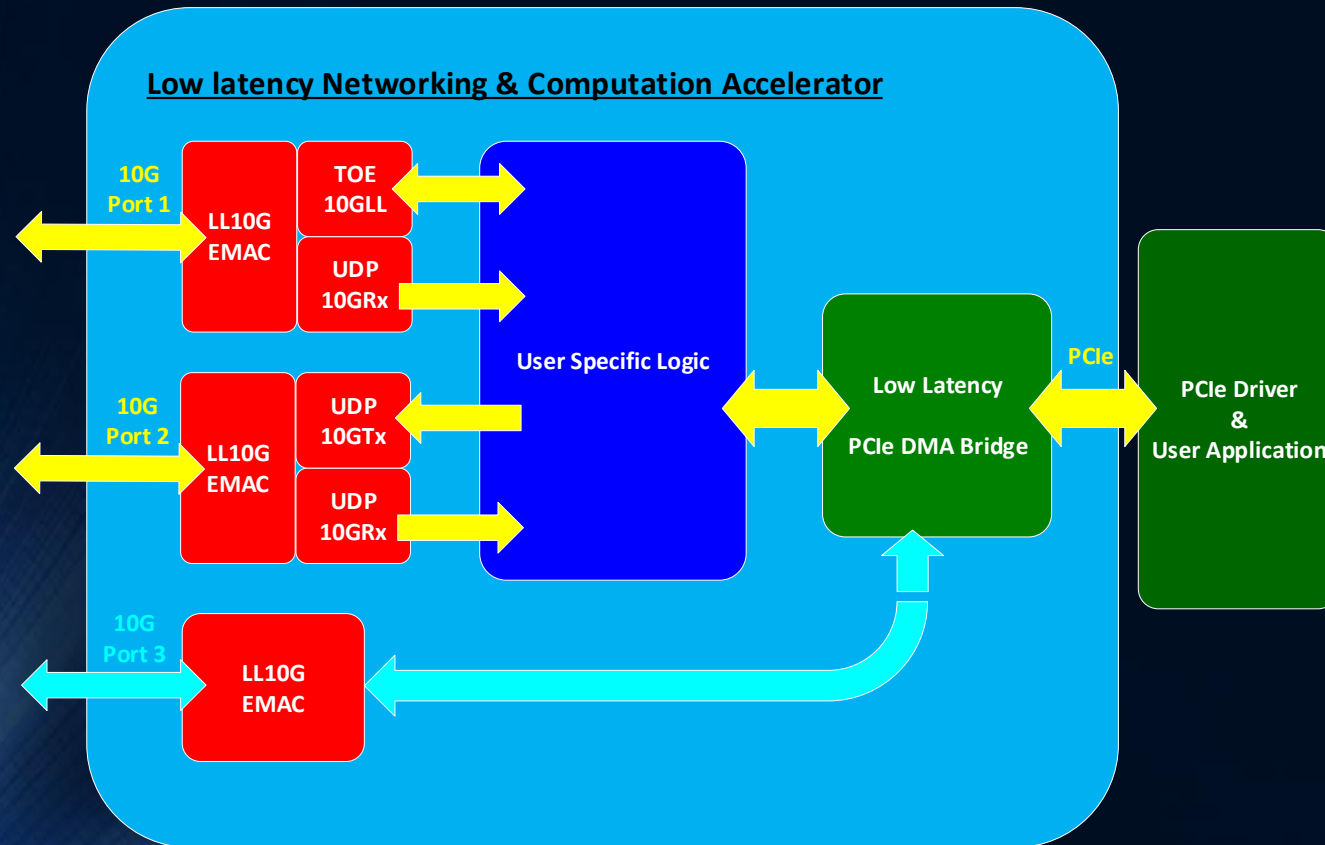 Low latency Networking & Computation Accelerator
10G
Port 1
LL10G
EMAC
TOE
10GLL
UDP
10GRx
10G
Port 2
LL10G
EMAC
UDP
10GTx
UDP
10GRx
10G
Port 3
LL10G
EMAC
User Specific Logic
Low Latency
PCIe DMA Bridge
PCIe
PCIe Driver
&
User Application